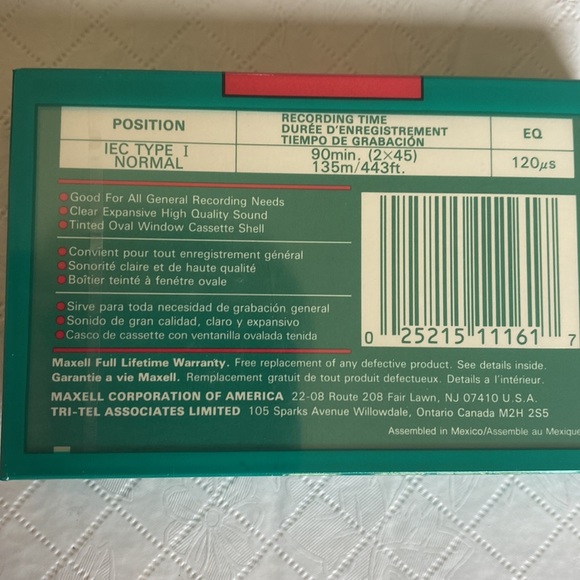 POSITION
RECORDING TIME
DURÉE D'ENREGISTREMENT
TIEMPO DE GRABACIÓN
EQ
IEC TYPE I
NORMAL
90min. (2×45)
135m/443ft.
120µs
Good For All General Recording Needs
Clear Expansive High Quality Sound
Tinted Oval Window Cassette Shell
Convient pour tout enregistrement général
Sonorité claire et de haute qualité
Boîtier teinté à fenêtre ovale
Sirve para toda necesidad de grabación general
Sonido de gran calidad, claro y expansivo
Casco de cassette con ventanilla ovalada tenida
0 25215 11161 7
Maxell Full Lifetime Warranty. Free replacement of any defective product. See details inside.
Garantie a vie Maxell. Remplacement gratuit de tout produit defectueux. Details a l'intérieur.
MAXELL CORPORATION OF AMERICA 22-08 Route 208 Fair Lawn, NJ 07410 U.S.A.
TRI-TEL ASSOCIATES LIMITED 105 Sparks Avenue Willowdale, Ontario Canada M2H 2S5
Assembled in Mexico/Assemble au Mexique